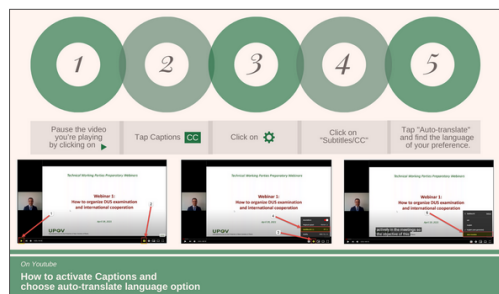 1
2
3
4
5
Pause the video
you're playing
by clicking on
Tap Captions CC
Click on
Click on
"Subtitles/CC"
Tap "Auto-translate"
and find the language
of your preference.
Technical Working Parties Preparatory Webinars
Webinar 1:
How to organize DUS examination
and international cooperation
UPOV
Technical Working Parties Preparatory Webinars
Webinar 1:
How to organize DUS examination
and international cooperation
UPOV
Technical Working Parties Preparatory Webinars
Webinar 1:
How to organize DUS examination
and international cooperation
On Youtube
How to activate Captions and
choose auto-translate language option